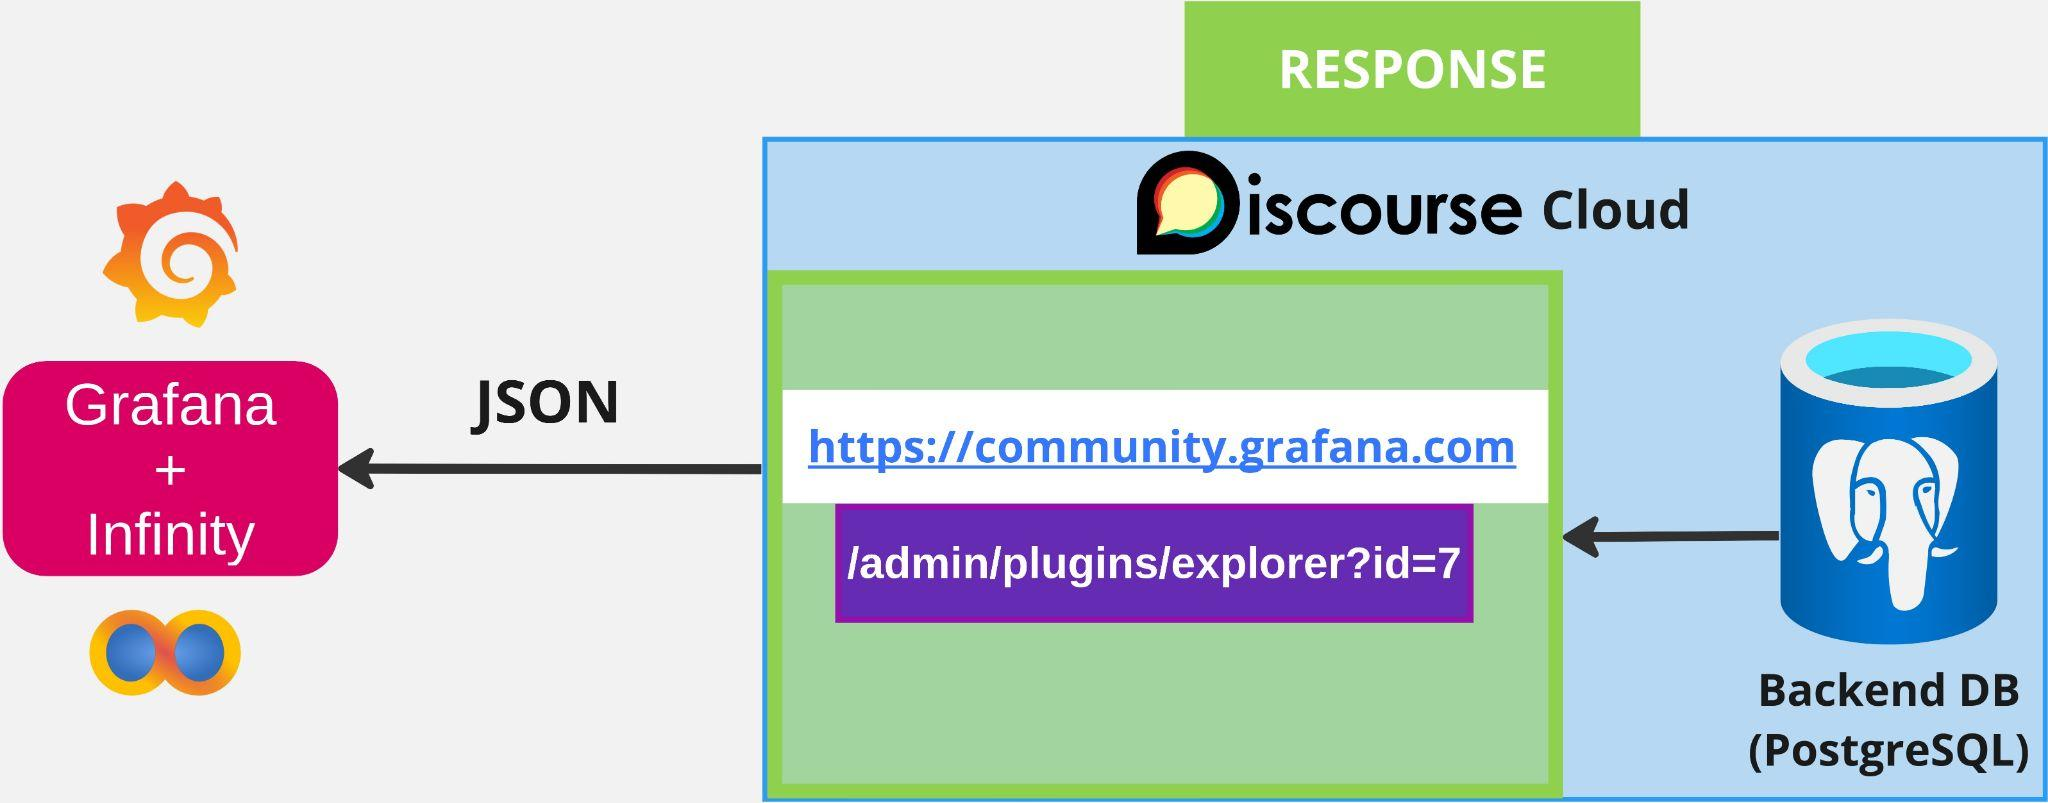 RESPONSE
Discourse Cloud
Grafana
+
Infinity
JSON
https://community.grafana.com
/admin/plugins/explorer?id=7
Backend DB
(PostgreSQL)